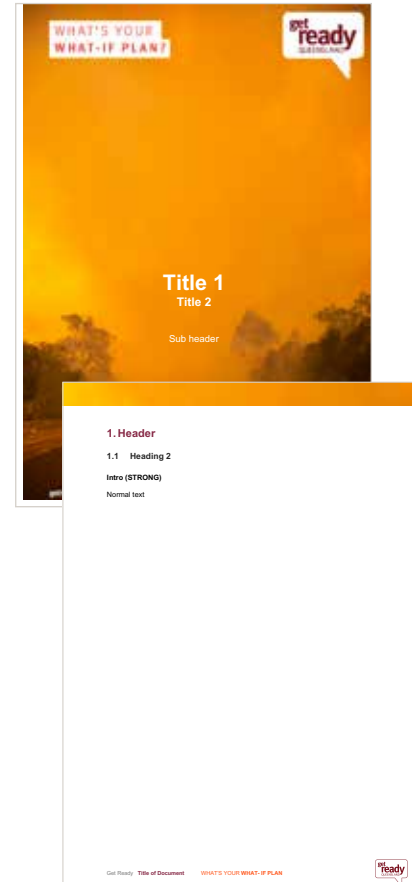 WHAT'S YOUR
WHAT-IF PLAN?
get
ready
QUEENSLAND
Title 1
Title 2
Sub header
1. Header
1.1 Heading 2
Intro (STRONG)
Normal text
Get Ready Title of Document WHAT'S YOUR WHAT- IF PLAN
get
ready
QUEENSLAND